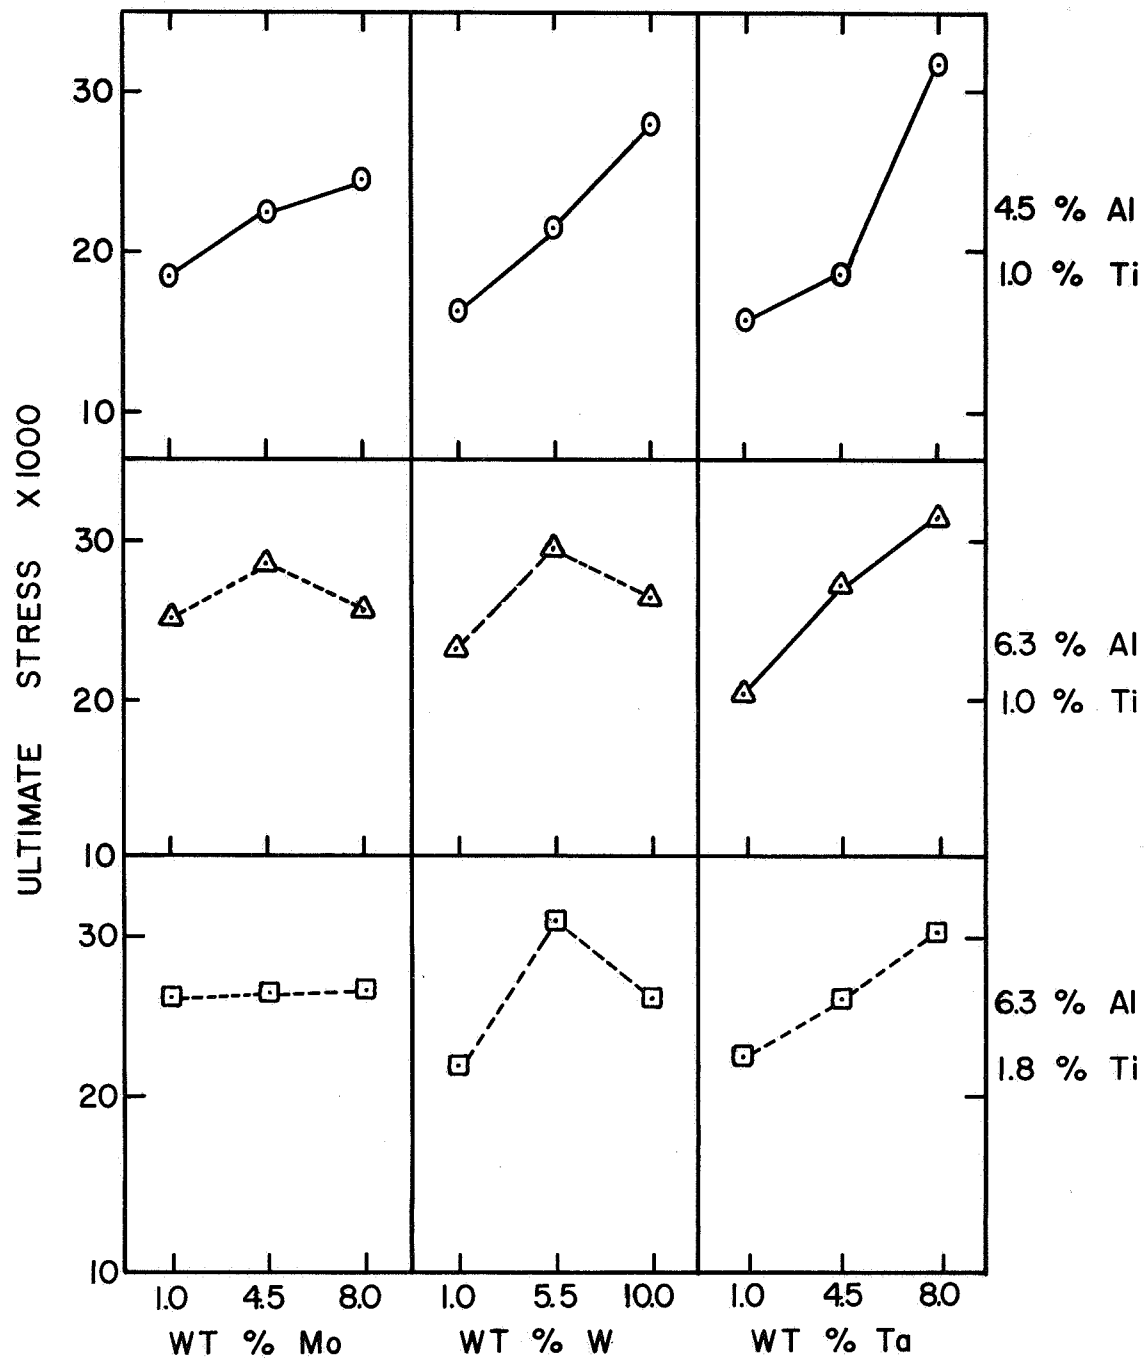 ULTIMATE STRESS X 1000
30
20
10
4.5 % Al
1.0 % Ti
30
20
10
6.3 % Al
1.0 % Ti
30
20
10
6.3 % Al
1.8 % Ti
1.0 4.5 8.0 1.0 5.5 10.0 1.0 4.5 8.0
WT % Mo WT % W WT % Ta